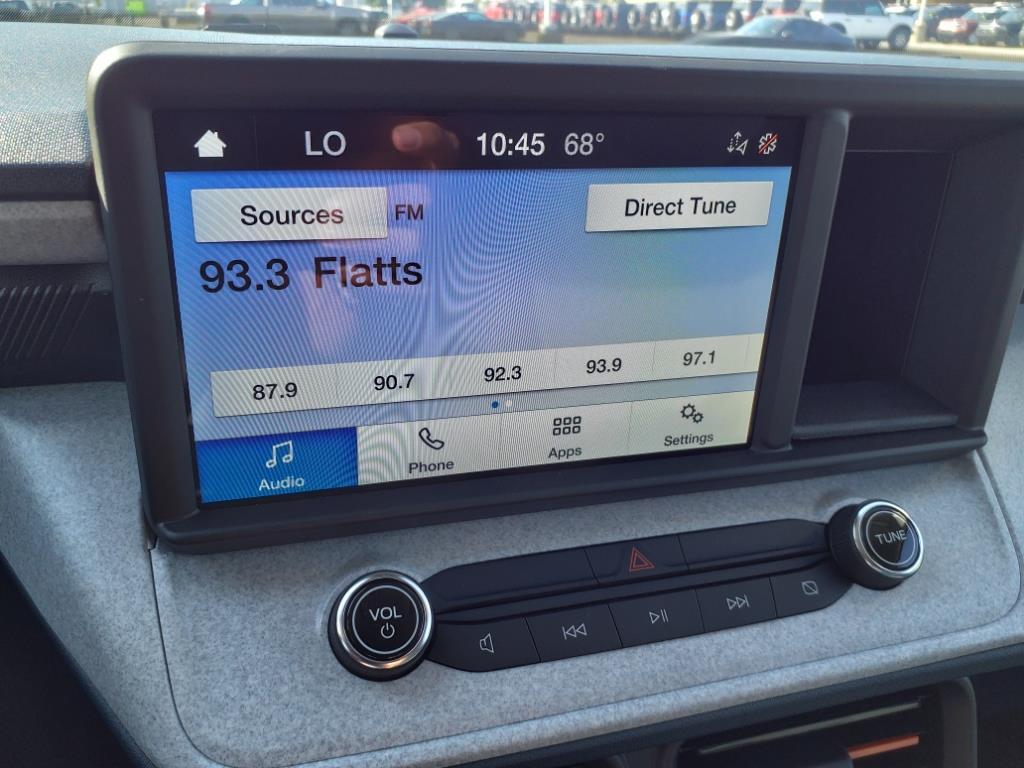 LO 10:45 68°
Sources FM Direct Tune
93.3 Flatts
87.9 90.7 92.3 93.9 97.1
Audio Phone Apps Settings
VOL TUNE